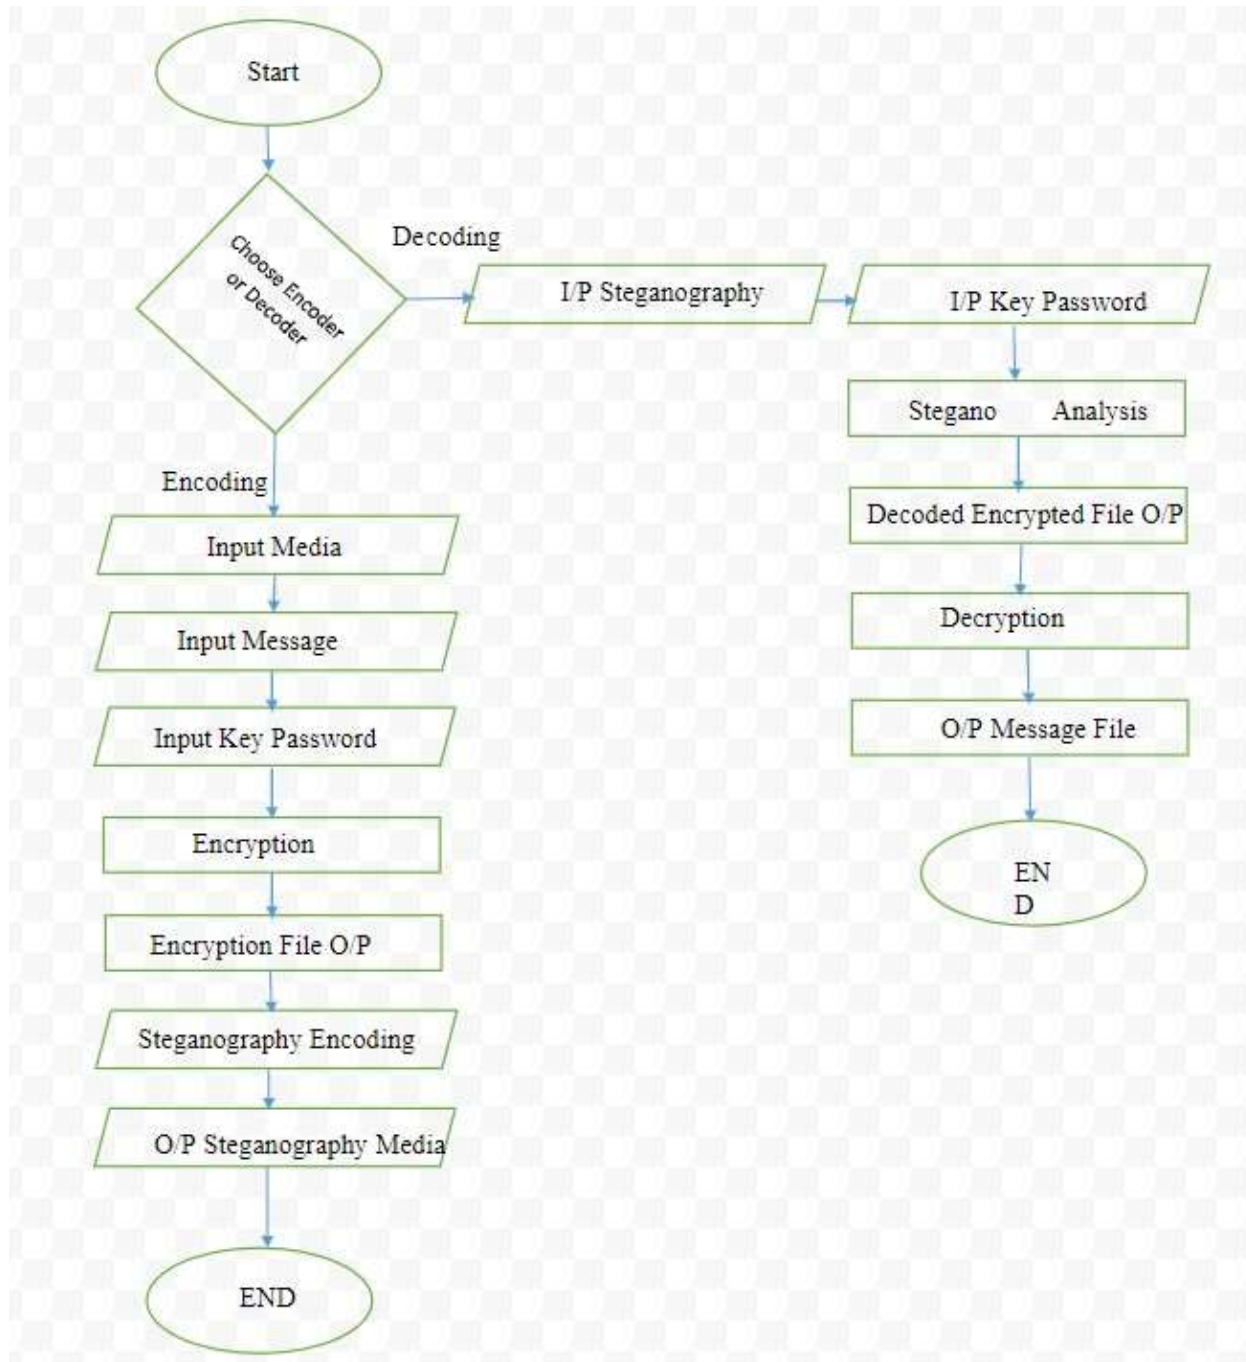 Start
Choose Encoder
or Decoder
Decoding
I/P Steganography
I/P Key Password
Stegano Analysis
Decoded Encrypted File O/P
Decryption
O/P Message File
EN
D
Encoding
Input Media
Input Message
Input Key Password
Encryption
Encryption File O/P
Steganography Encoding
O/P Steganography Media
END